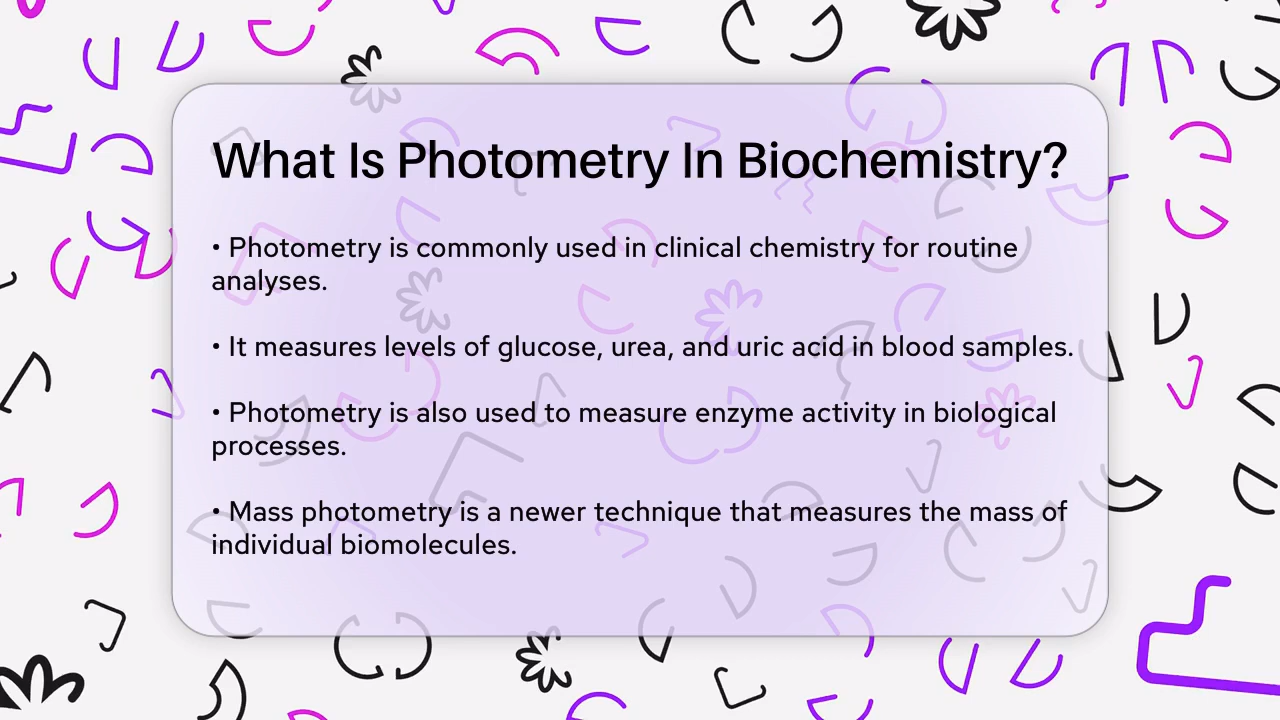 What Is Photometry In Biochemistry?
• Photometry is commonly used in clinical chemistry for routine
analyses.
• It measures levels of glucose, urea, and uric acid in blood samples.
• Photometry is also used to measure enzyme activity in biological
processes.
• Mass photometry is a newer technique that measures the mass of
individual biomolecules.